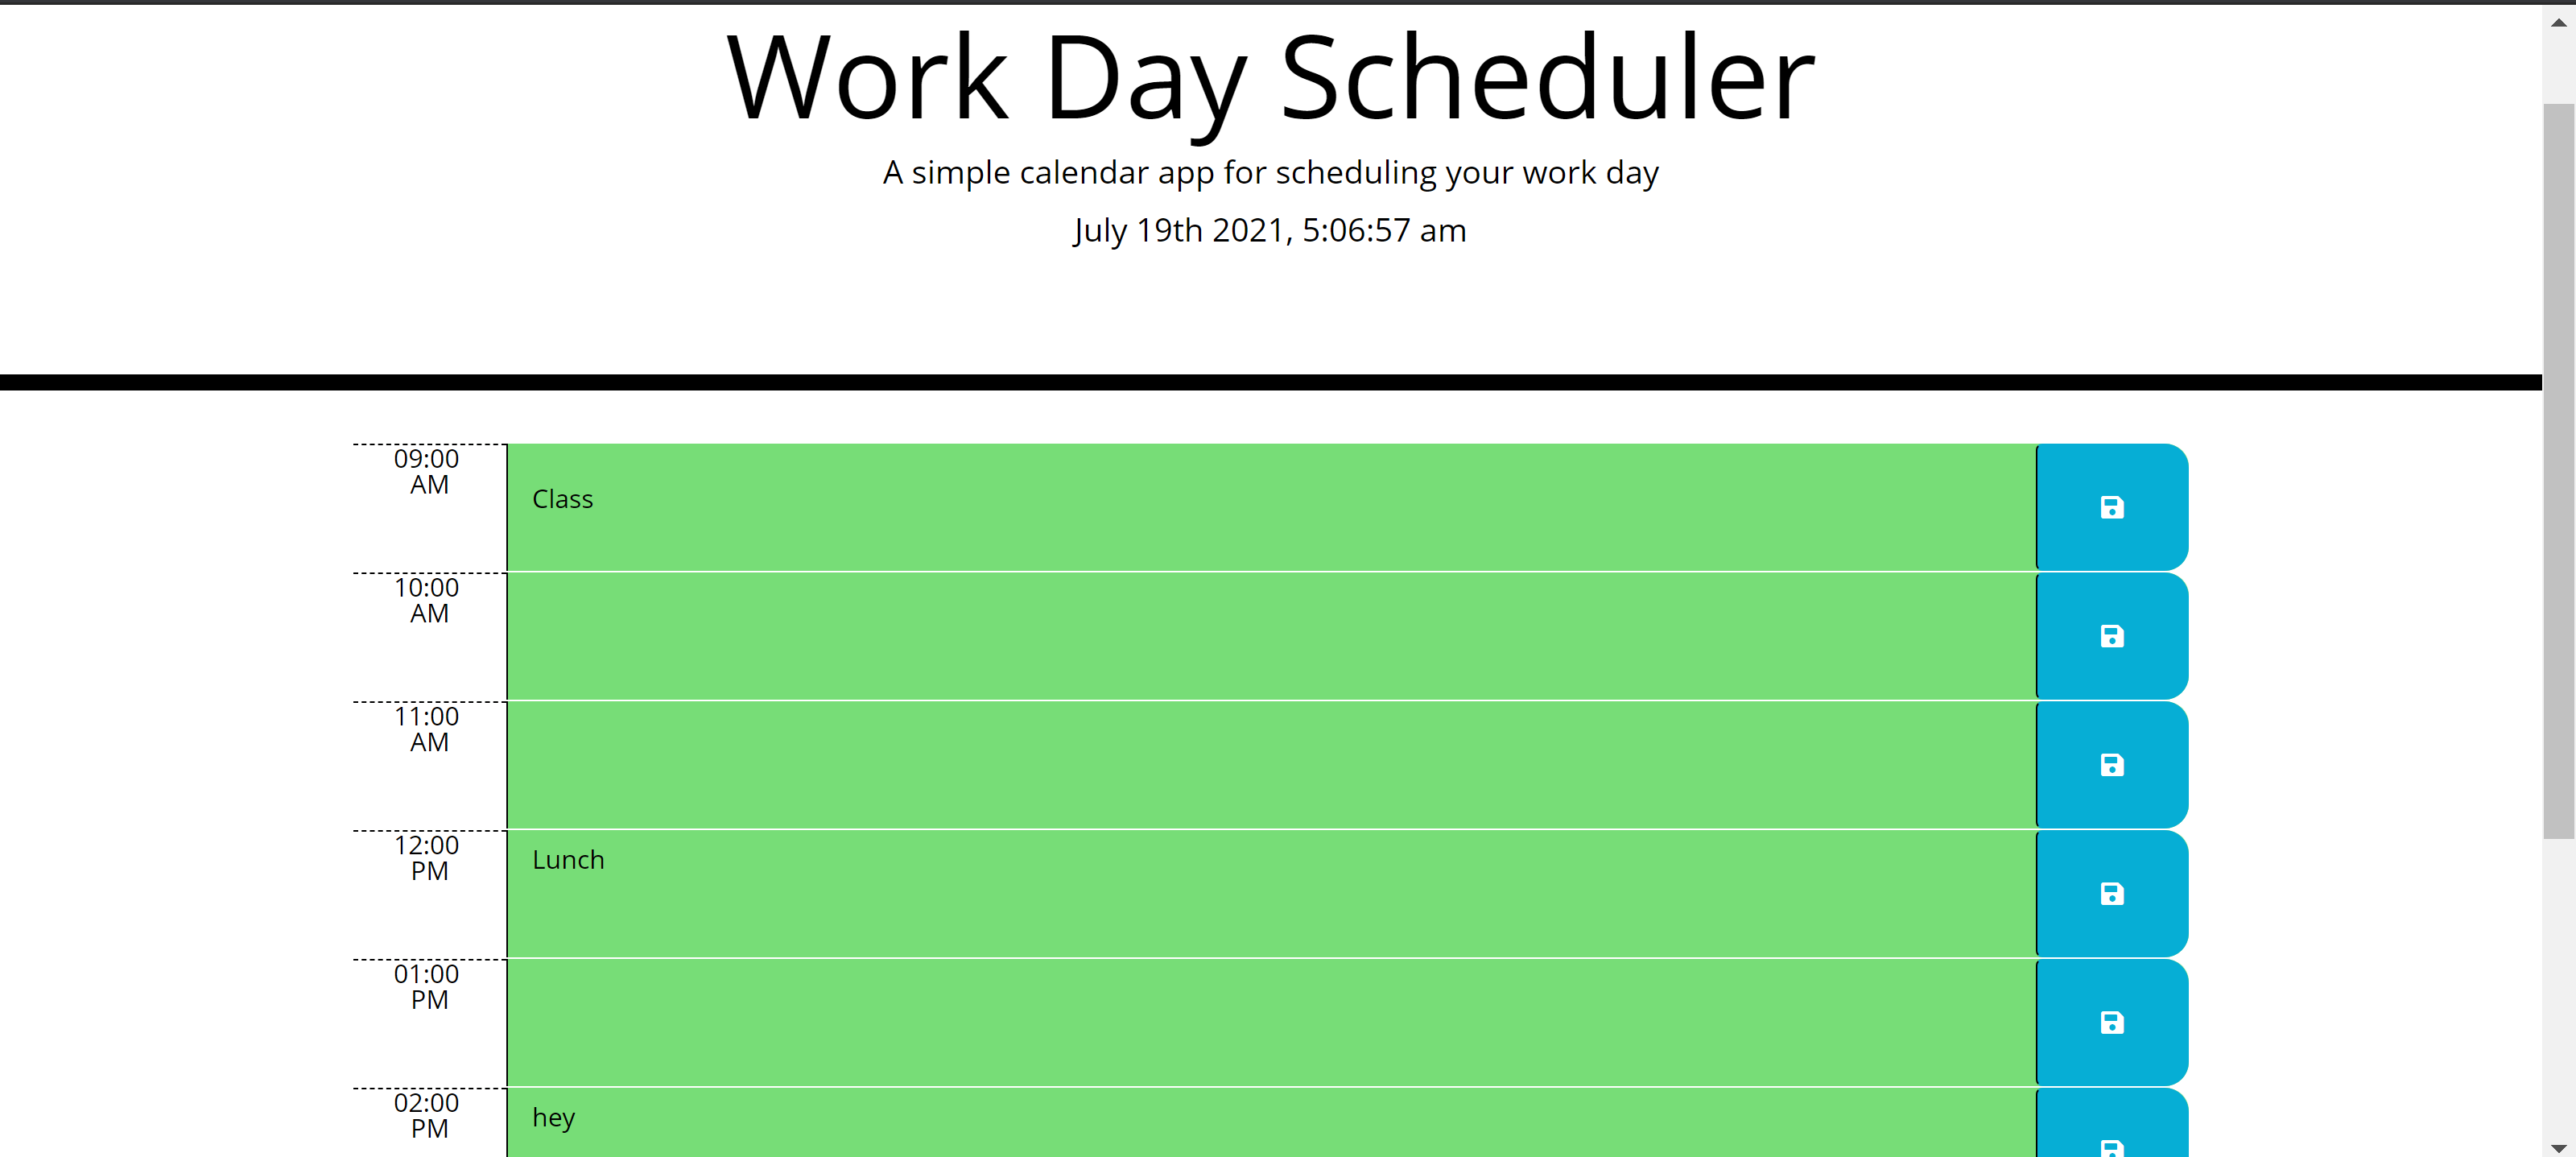 Work Day Scheduler
A simple calendar app for scheduling your work day
July 19th 2021, 5:06:57 am
09:00
AM
Class
10:00
AM
11:00
AM
12:00
PM
Lunch
01:00
PM
02:00
PM
hey